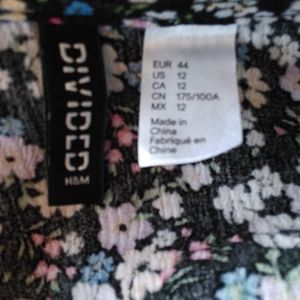 DIVIDED
H&M
EUR 44
US 12
CA 12
CN 175/100A
MX 12
Made in
China
Fabriqué en
Chine